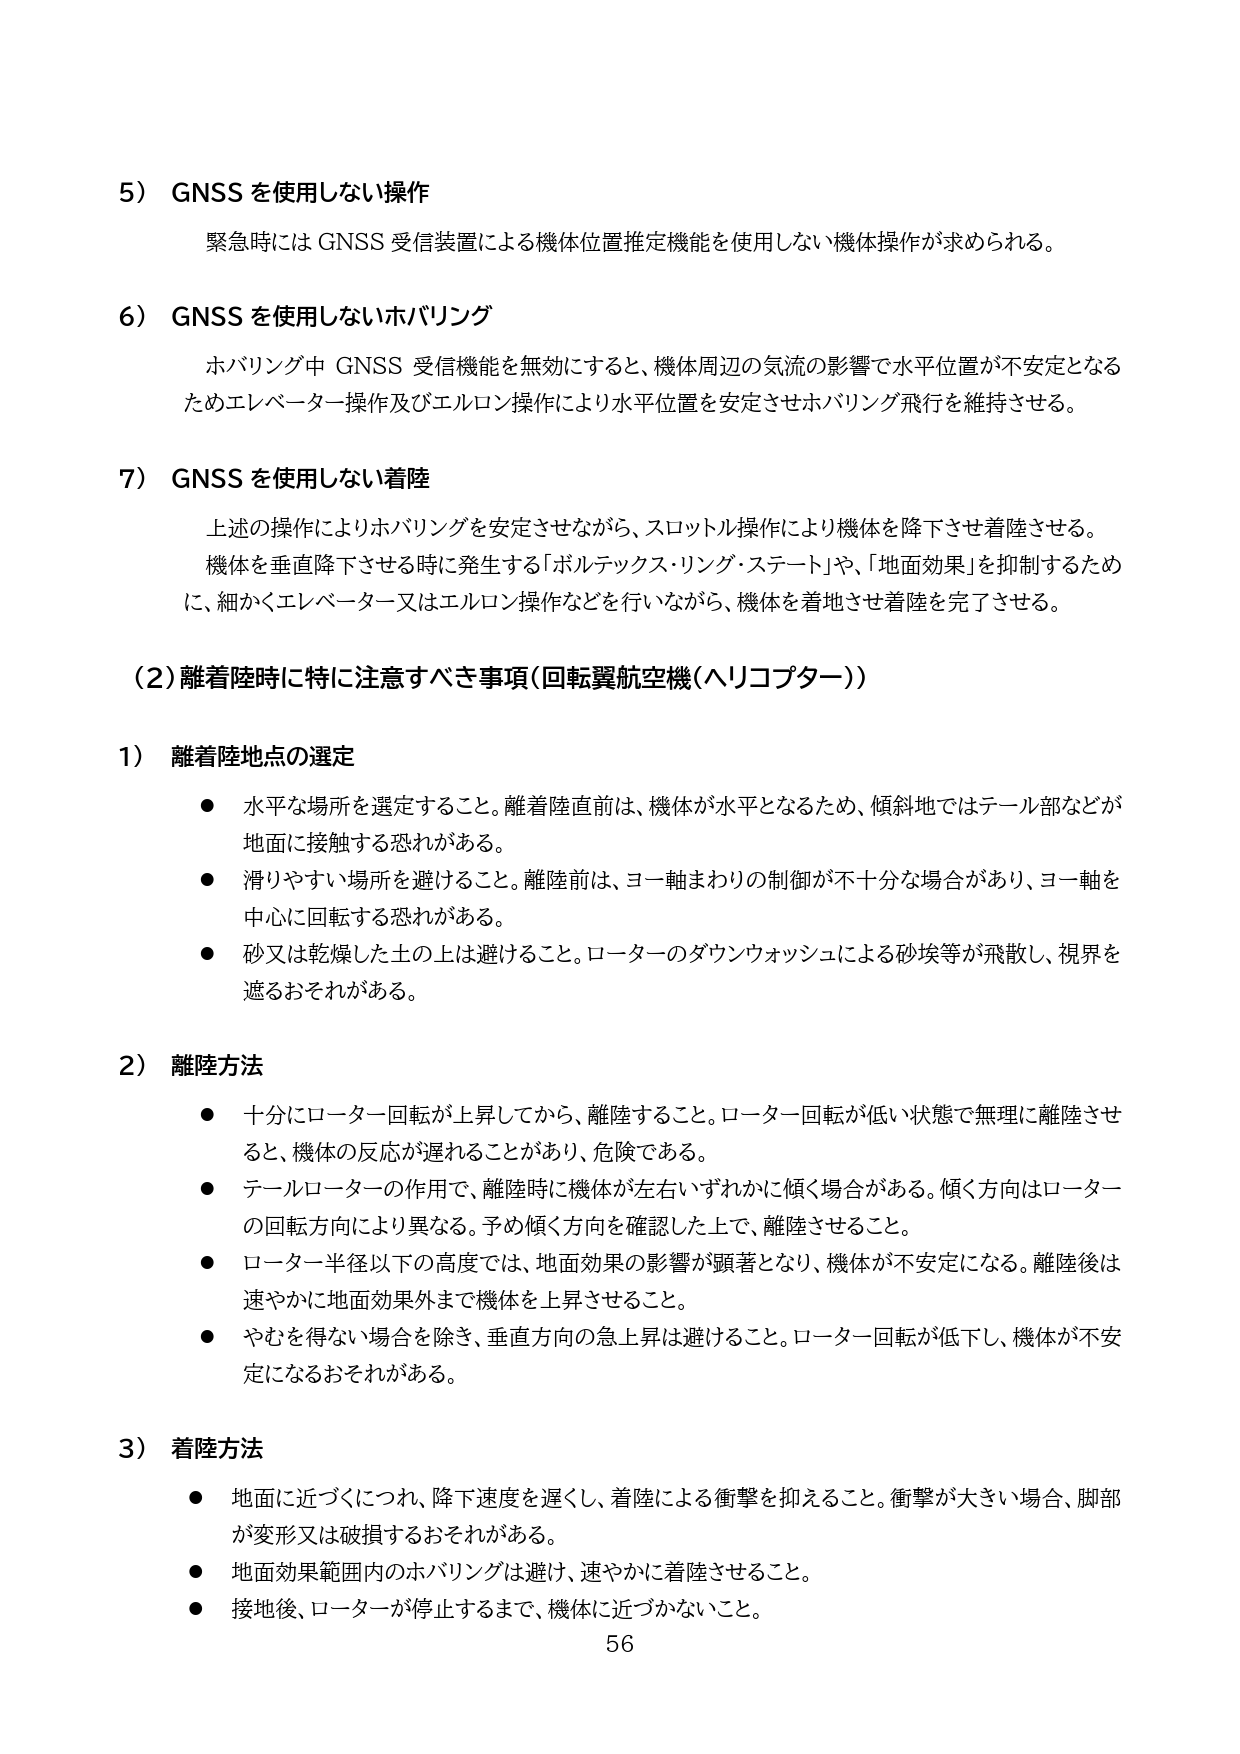 5） GNSS を使用しない操作
緊急時には GNSS 受信装置による機体位置推定機能を使用しない機体操作が求められる。
6） GNSS を使用しないホバリング
ホバリング中 GNSS 受信機能を無効にすると、機体周辺の気流の影響で水平位置が不安定となる
ためエレベーター操作及びエルロン操作により水平位置を安定させホバリング飛行を維持させる。
7） GNSS を使用しない着陸
上述の操作によりホバリングを安定させながら、スロットル操作により機体を降下させ着陸させる。
機体を垂直降下させる時に発生する「ボルテックス・リング・ステート」や、「地面効果」を抑制するため
に、細かくエレベーター又はエルロン操作などを行いながら、機体を着地させ着陸を完了させる。
（2）離着陸時に特に注意すべき事項（回転翼航空機（ヘリコプター））
1） 離着陸地点の選定
● 水平な場所を選定すること。離着陸直前は、機体が水平となるため、傾斜地ではテール部などが
地面に接触する恐れがある。
● 滑りやすい場所を避けること。離陸前は、ヨー軸まわりの制御が不十分な場合があり、ヨー軸を
中心に回転する恐れがある。
● 砂又は乾燥した土の上は避けること。ローターのダウンウォッシュによる砂埃等が飛散し、視界を
遮るおそれがある。
2） 離陸方法
● 十分にローター回転が上昇してから、離陸すること。ローター回転が低い状態で無理に離陸させ
ると、機体の反応が遅れることがあり、危険である。
● テールローターの作用で、離陸時に機体が左右いずれかに傾く場合がある。傾く方向はローター
の回転方向により異なる。予め傾く方向を確認した上で、離陸させること。
● ローター半径以下の高度では、地面効果の影響が顕著となり、機体が不安定になる。離陸後は
速やかに地面効果外まで機体を上昇させること。
● やむを得ない場合を除き、垂直方向の急上昇は避けること。ローター回転が低下し、機体が不安
定になるおそれがある。
3） 着陸方法
● 地面に近づくにつれ、降下速度を遅くし、着陸による衝撃を抑えること。衝撃が大きい場合、脚部
が変形又は破損するおそれがある。
● 地面効果範囲内のホバリングは避け、速やかに着陸させること。
● 接地後、ローターが停止するまで、機体に近づかないこと。
56